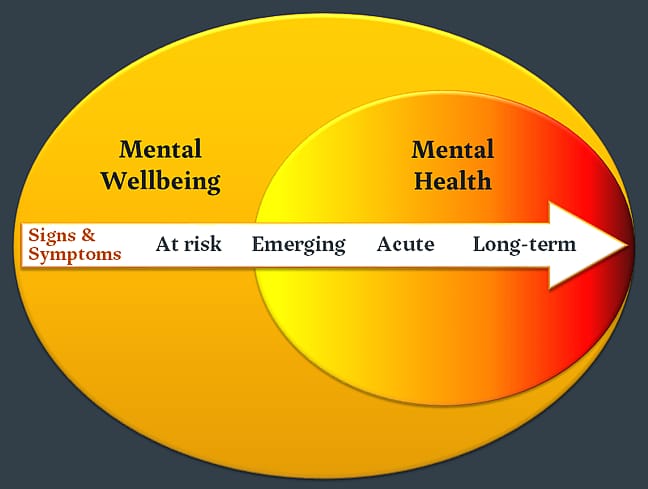 Mental
Wellbeing
Mental
Health
Signs &
Symptoms
At risk Emerging Acute Long-term